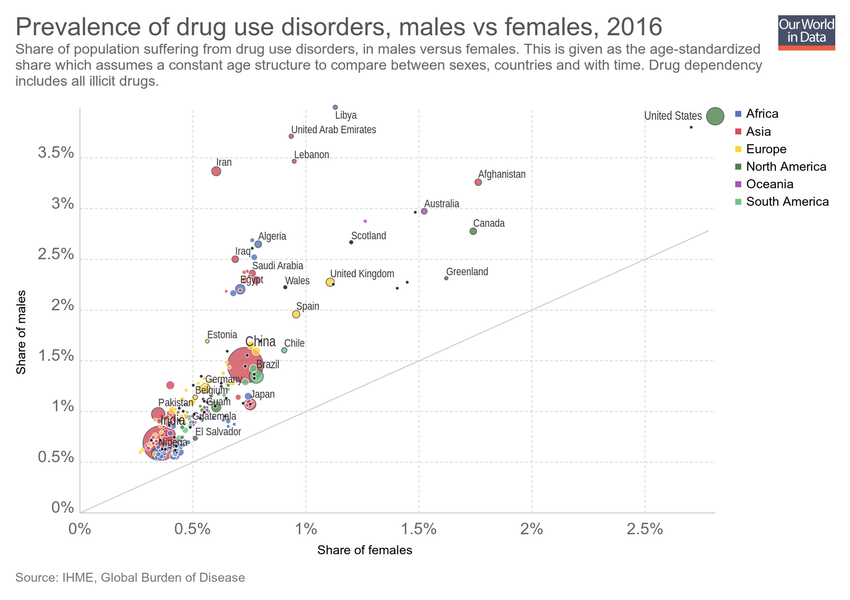 Prevalence of drug use disorders, males vs females, 2016
Our World
in Data
Share of population suffering from drug use disorders, in males versus females. This is given as the age-standardized
share which assumes a constant age structure to compare between sexes, countries and with time. Drug dependency
includes all illicit drugs.
Libya
United States
Africa
United Arab Emirates
Asia
Lebanon
Europe
3.5%
Iran
North America
Afghanistan
Oceania
South America
3%
Australia
Canada
Algeria
Scotland
2.5%
Iraq
Saudi Arabia
Greenland
United Kingdom
Egypt
Wales
2%
Spain
Estonia
China
Chile
1.5%
Brazil
Germany
Belgium
Japan
Pakistan
Guam
1%
India
Guatemala
El Salvador
Nigeria
0.5%
0%
Share of males
0%
0.5%
1%
1.5%
2%
2.5%
Share of females
Source: IHME, Global Burden of Disease